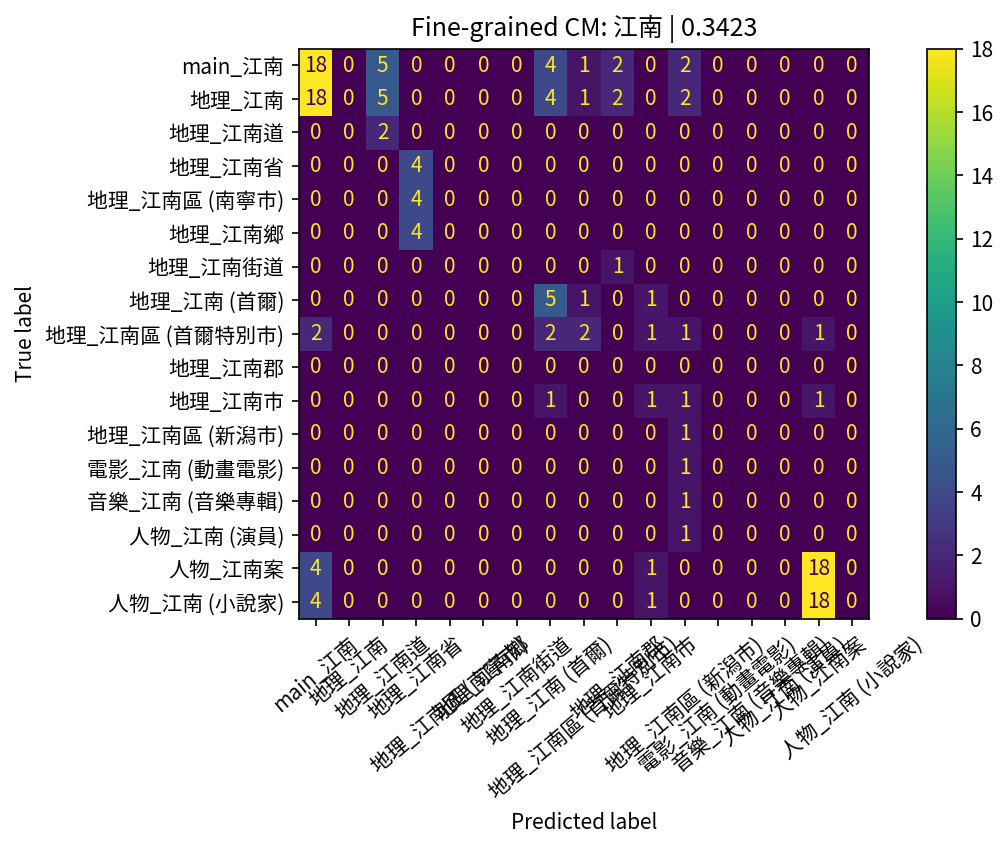 Fine-grained CM: 江南 | 0.3423
main_江南 18 0 5 0 0 0 0 4 1 2 0 2 0 0 0 0 0
地理_江南 18 0 5 0 0 0 0 4 1 2 0 2 0 0 0 0 0
地理_江南道 0 0 2 0 0 0 0 0 0 0 0 0 0 0 0 0 0
地理_江南省 0 0 0 4 0 0 0 0 0 0 0 0 0 0 0 0 0
地理_江南區 (南寧市) 0 0 0 4 0 0 0 0 0 0 0 0 0 0 0 0 0
地理_江南鄉 0 0 0 4 0 0 0 0 0 0 0 0 0 0 0 0 0
地理_江南街道 0 0 0 0 0 0 0 0 0 1 0 0 0 0 0 0 0
地理_江南 (首爾) 0 0 0 0 0 0 0 5 1 0 1 0 0 0 0 0 0
地理_江南區 (首爾特別市) 2 0 0 0 0 0 0 2 2 0 1 1 0 0 0 1 0
地理_江南郡 0 0 0 0 0 0 0 0 0 0 0 0 0 0 0 0 0
地理_江南市 0 0 0 0 0 0 0 1 0 0 1 1 0 0 0 1 0
地理_江南區 (新潟市) 0 0 0 0 0 0 0 0 0 0 0 1 0 0 0 0 0
電影_江南 (動畫電影) 0 0 0 0 0 0 0 0 0 0 0 1 0 0 0 0 0
音樂_江南 (音樂專輯) 0 0 0 0 0 0 0 0 0 0 0 1 0 0 0 0 0
人物_江南 (演員) 0 0 0 0 0 0 0 0 0 0 0 1 0 0 0 0 0
人物_江南案 4 0 0 0 0 0 0 0 0 0 1 0 0 0 0 18 0
人物_江南 (小說家) 4 0 0 0 0 0 0 0 0 0 1 0 0 0 0 18 0
True label
main_江南
地理_江南
地理_江南道
地理_江南省
地理_江南街道
地理_江南 (首爾)
地理_江南市
地理_江南區 (新潟市)
電影_江南 (動畫電影)
人物_江南案
人物_江南 (小說家)
Predicted label
18
16
14
12
10
8
6
4
2
0